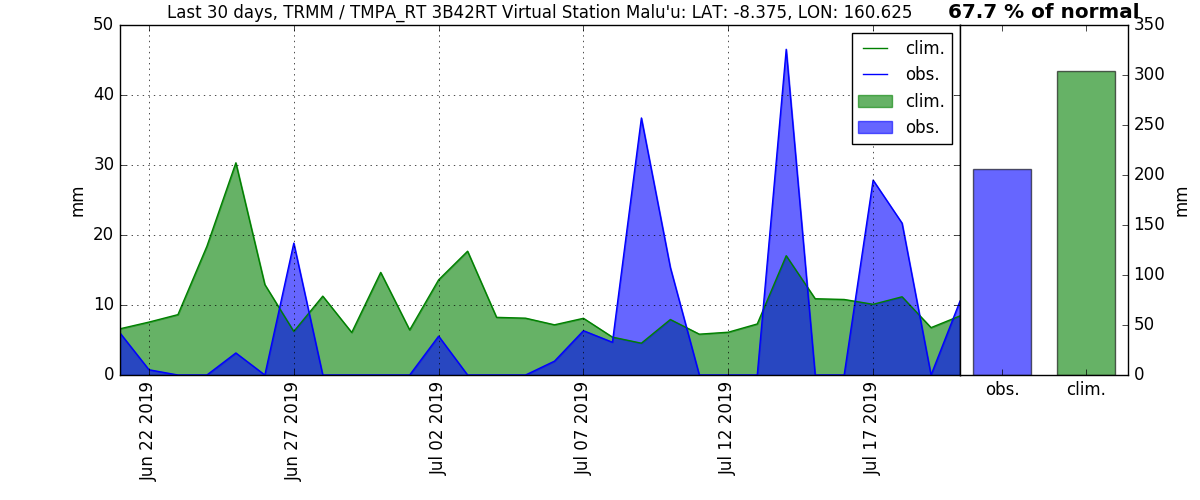 Last 30 days, TRMM / TMPA_RT 3B42RT Virtual Station Malu'u: LAT: -8.375, LON: 160.625
67.7 % of normal
50
40
30
20
10
0
mm
clim.
obs.
clim.
obs.
350
300
250
200
150
100
50
0
mm
Jun 22 2019
Jun 27 2019
Jul 02 2019
Jul 07 2019
Jul 12 2019
Jul 17 2019
obs.
clim.